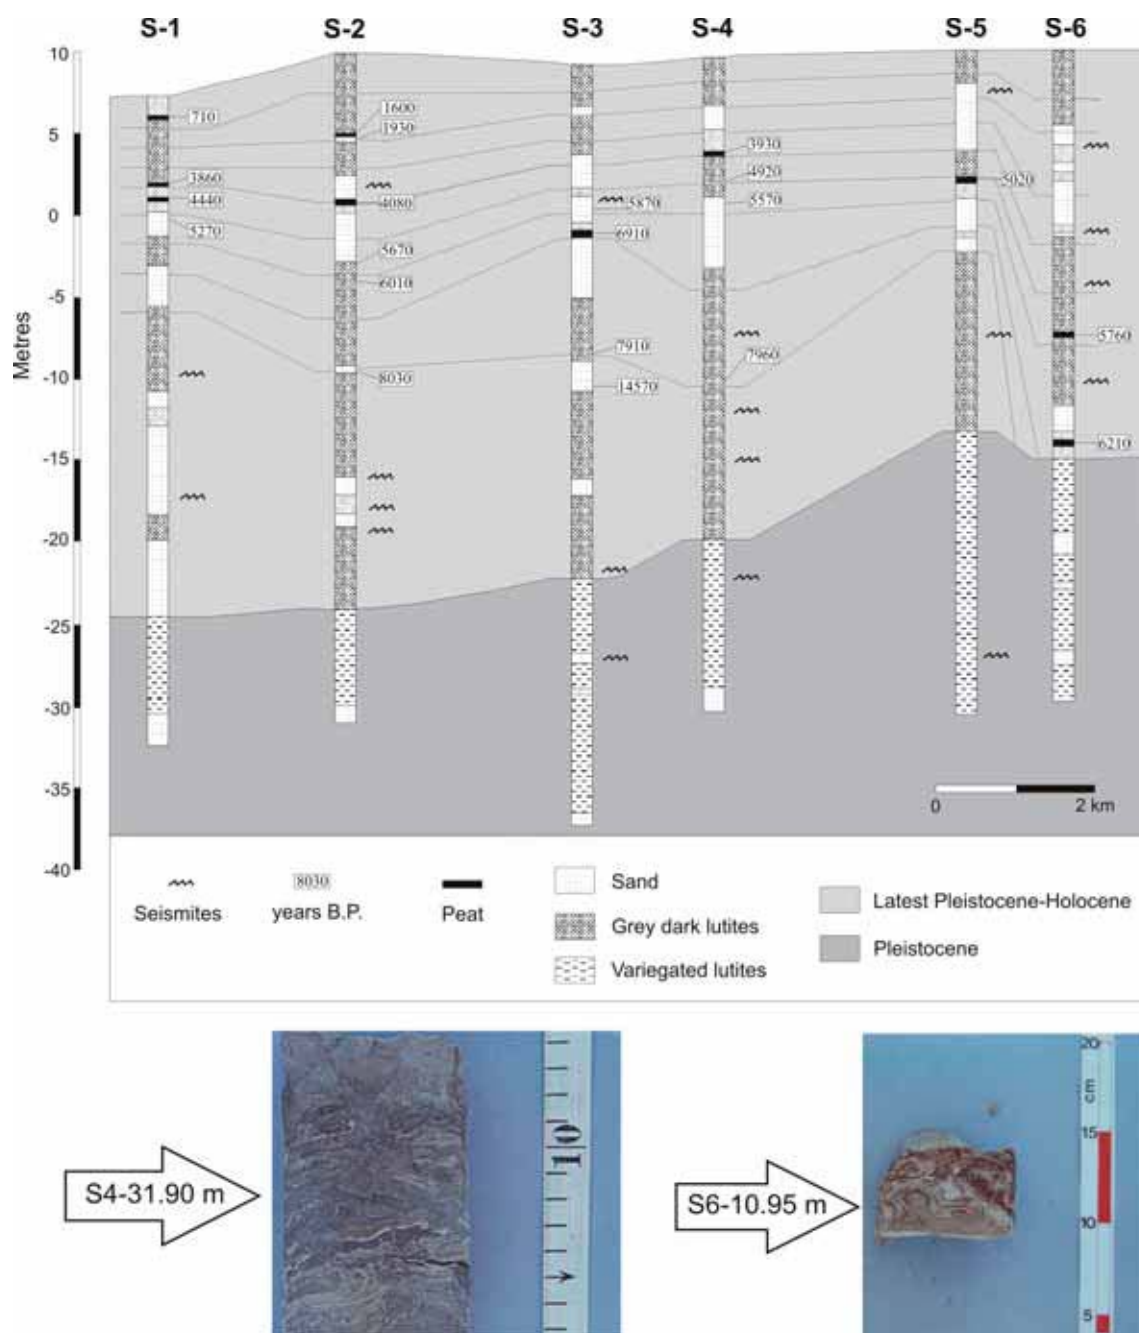 S-1 S-2 S-3 S-4 S-5 S-6
Metres
10
5
0
-5
-10
-15
-20
-25
-30
-35
-40
710
3860
4440
5270
1600
1930
4080
5670
6010
8030
5870
6910
7910
14570
3930
4920
5570
7960
5020
5760
6210
0 2 km
Seismites
8030
years B.P.
Peat
Sand
Grey dark lutites
Variegated lutites
Latest Pleistocene-Holocene
Pleistocene
S4-31.90 m
10
S6-10.95 m
20
cm
15
10
5